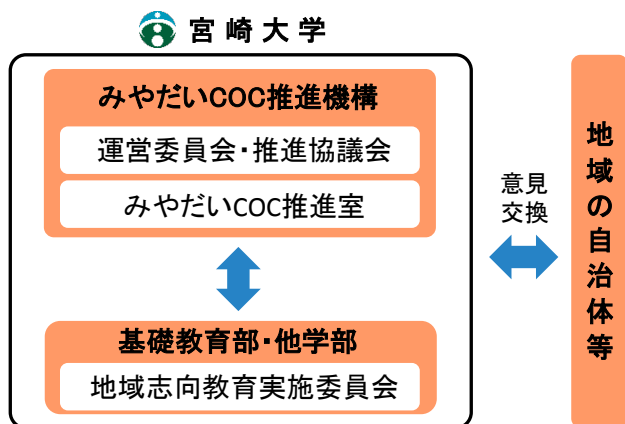 宮崎大学
みやだいCOC推進機構
運営委員会・推進協議会
みやだいCOC推進室
基礎教育部・他学部
地域志向教育実施委員会
意見
交換
地域の自治体等